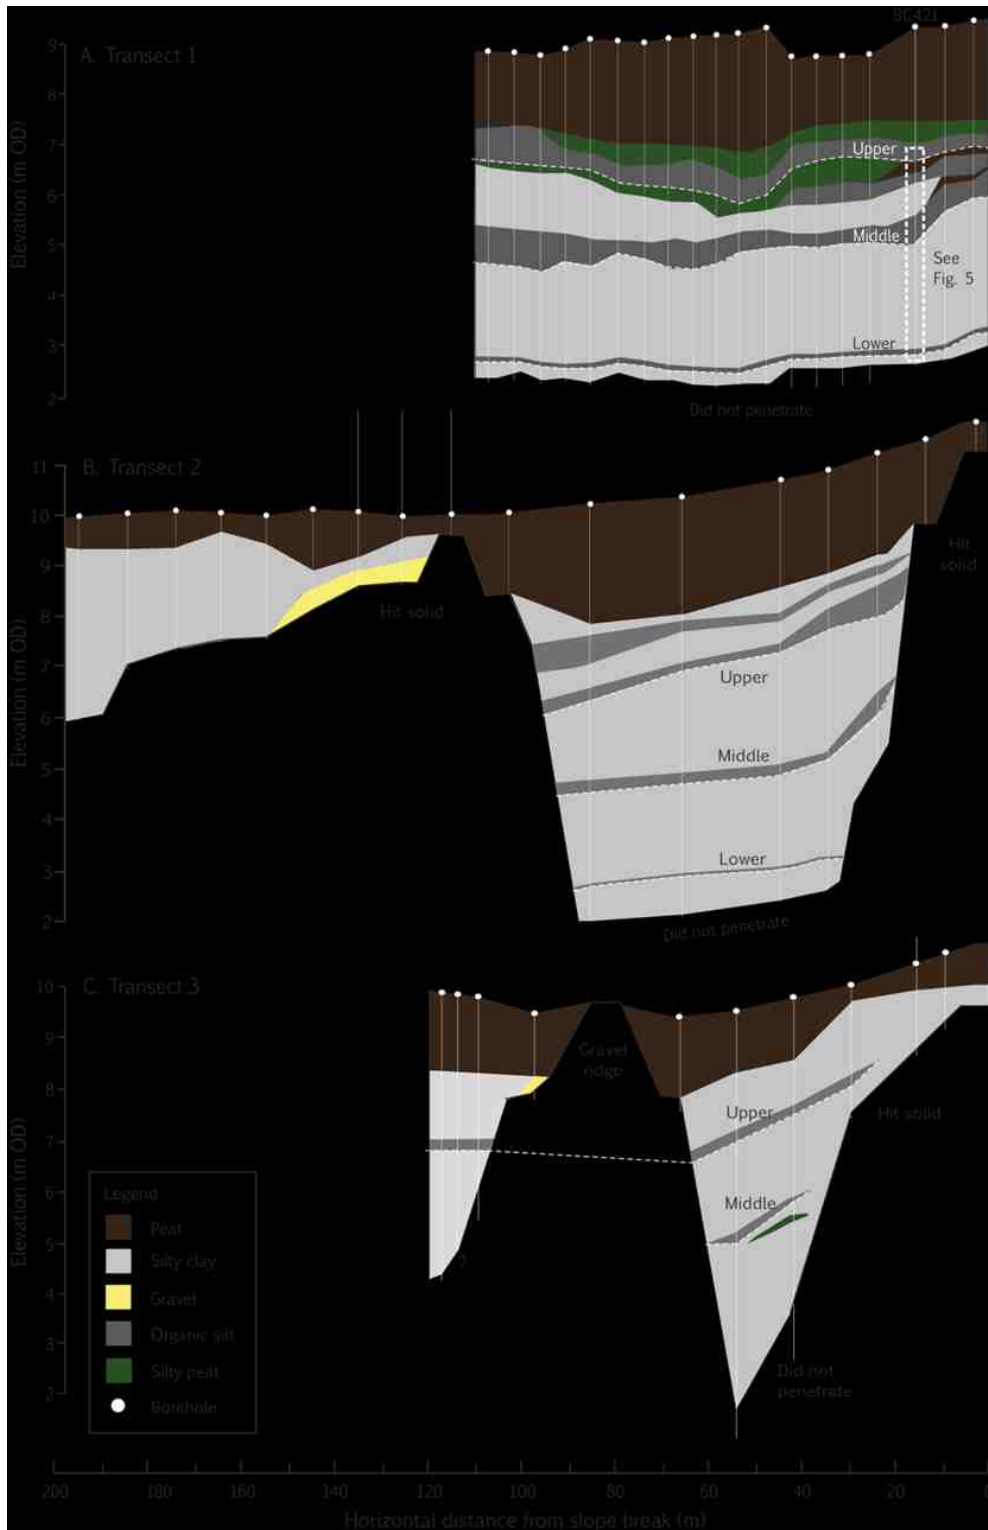 BC421
A. Transect 1
9
8
7
6
5
4
3
2
Elevation (m OD)
Upper
Middle
Lower
See
Fig. 5
Did not penetrate
B. Transect 2
11
10
9
8
7
6
5
4
3
2
Elevation (m OD)
Hit solid
Hit
solid
Upper
Middle
Lower
Did not penetrate
C. Transect 3
10
9
8
7
6
5
4
3
2
Elevation (m OD)
Gravel
ridge
Upper
Middle
Hit solid
?
Did not
penetrate
Legend
Peat
Silty clay
Gravel
Organic silt
Silty peat
Borehole
200 180 160 140 120 100 80 60 40 20
Horizontal distance from slope break (m)